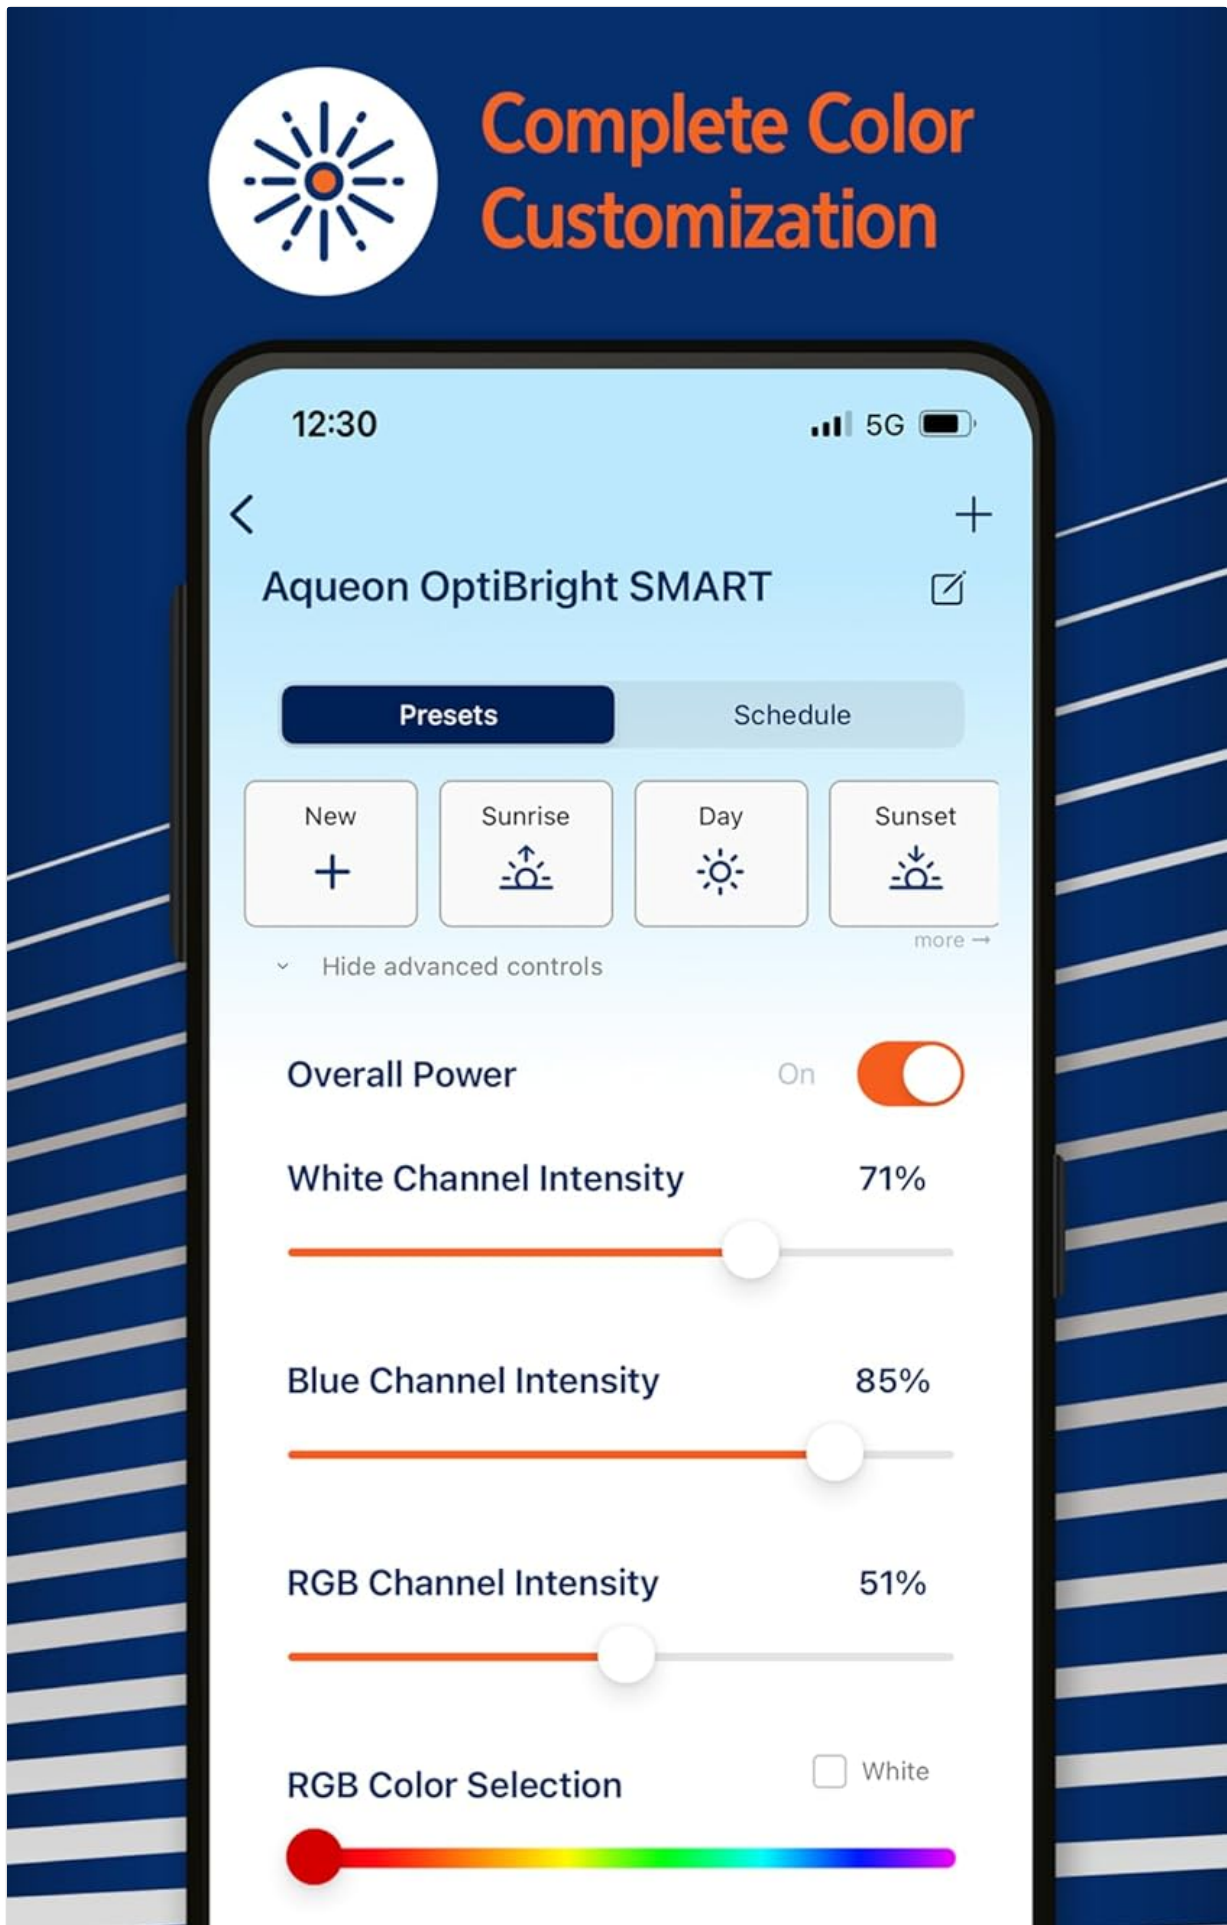 Complete Color
Customization
12:30
5G
Aqueon OptiBright SMART
Presets
Schedule
New
Sunrise
Day
Sunset
more →
Hide advanced controls
Overall Power
On
White Channel Intensity
71%
Blue Channel Intensity
85%
RGB Channel Intensity
51%
RGB Color Selection
White